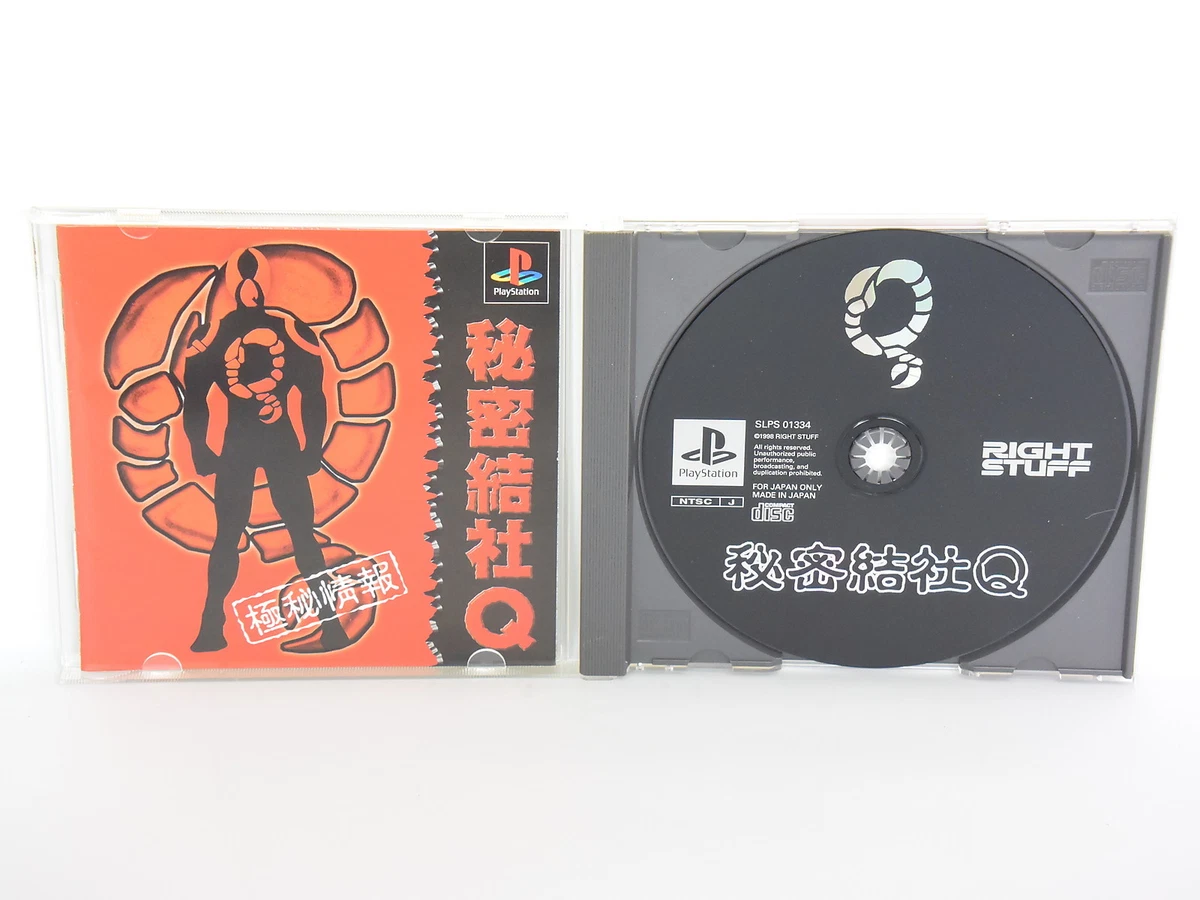 PlayStation
秘密結社Q
極秘情報
SLPS 01334
©1998 RIGHT STUFF
All rights reserved.
Unauthorized public
performance,
broadcasting, and
duplication prohibited.
FOR JAPAN ONLY
MADE IN JAPAN
PlayStation
NTSC J
COMPACT
disc
RIGHT
STUFF
秘密結社Q